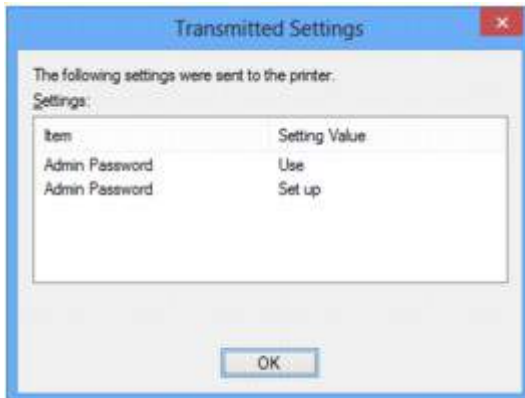 Transmitted Settings
The following settings were sent to the printer.
Settings:
Item Setting Value
Admin Password Use
Admin Password Set up
OK